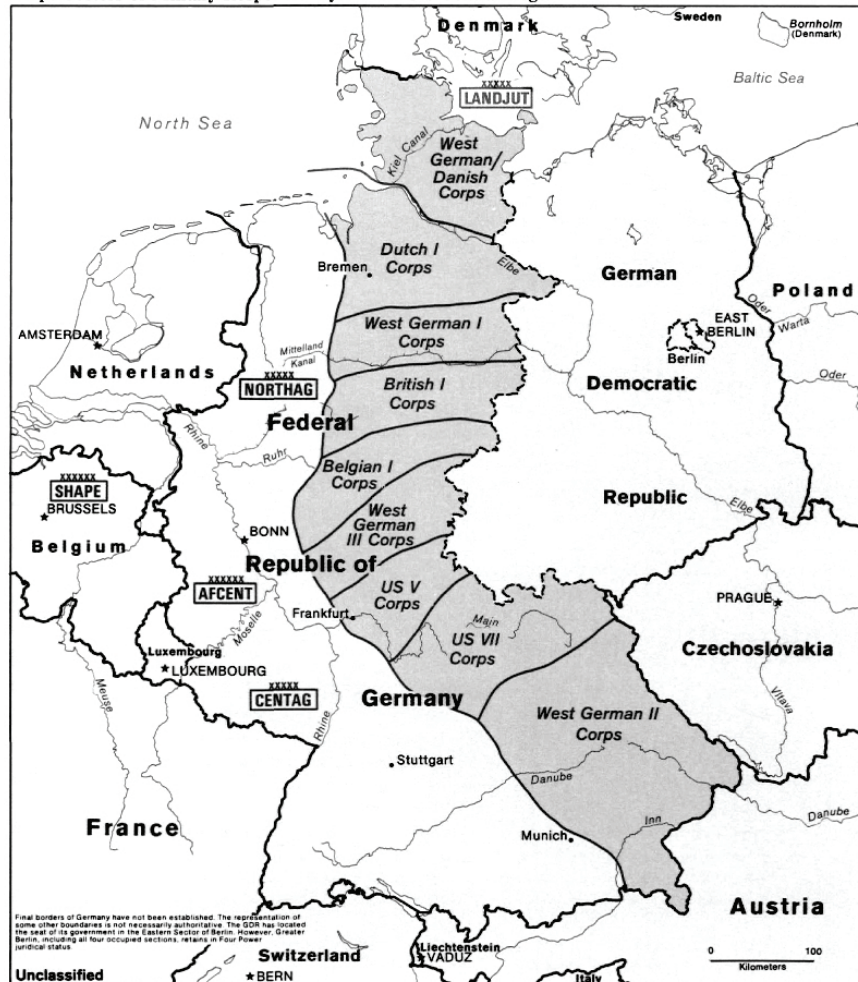 Denmark
Sweden
Bornholm
(Denmark)
Baltic Sea
North Sea
XXXXX
LANDJUT
Kiel Canal
West
German/
Danish
Corps
Dutch I
Corps
Bremen
Elbe
German
Poland
Oder
Warta
EAST
BERLIN
Berlin
AMSTERDAM
Netherlands
West German I
Corps
Mittelland
Kanal
XXXXX
NORTHAG
British I
Corps
Democratic
Oder
Federal
Rhine
Ruhr
Belgian I
Corps
XXXXXX
SHAPE
BRUSSELS
Belgium
West
German
III Corps
Republic
Elbe
BONN
Republic of
XXXXXX
AFCENT
US V
Corps
PRAGUE
Frankfurt
Main
Moselle
US VII
Corps
Czechoslovakia
Luxembourg
LUXEMBOURG
Meuse
XXXXX
CENTAG
Germany
Vltava
Rhine
West German II
Corps
Stuttgart
Danube
Danube
France
Inn
Munich
Austria
Final borders of Germany have not been established. The representation of
some other boundaries is not necessarily authoritative. The GDR has located
the seat of its government in the Eastern Sector of Berlin. However, Greater
Berlin, including all four occupied sections, retains in Four Power
juridical status.
Switzerland
Liechtenstein
VADUZ
0 100
Kilometers
Unclassified
BERN
Italy